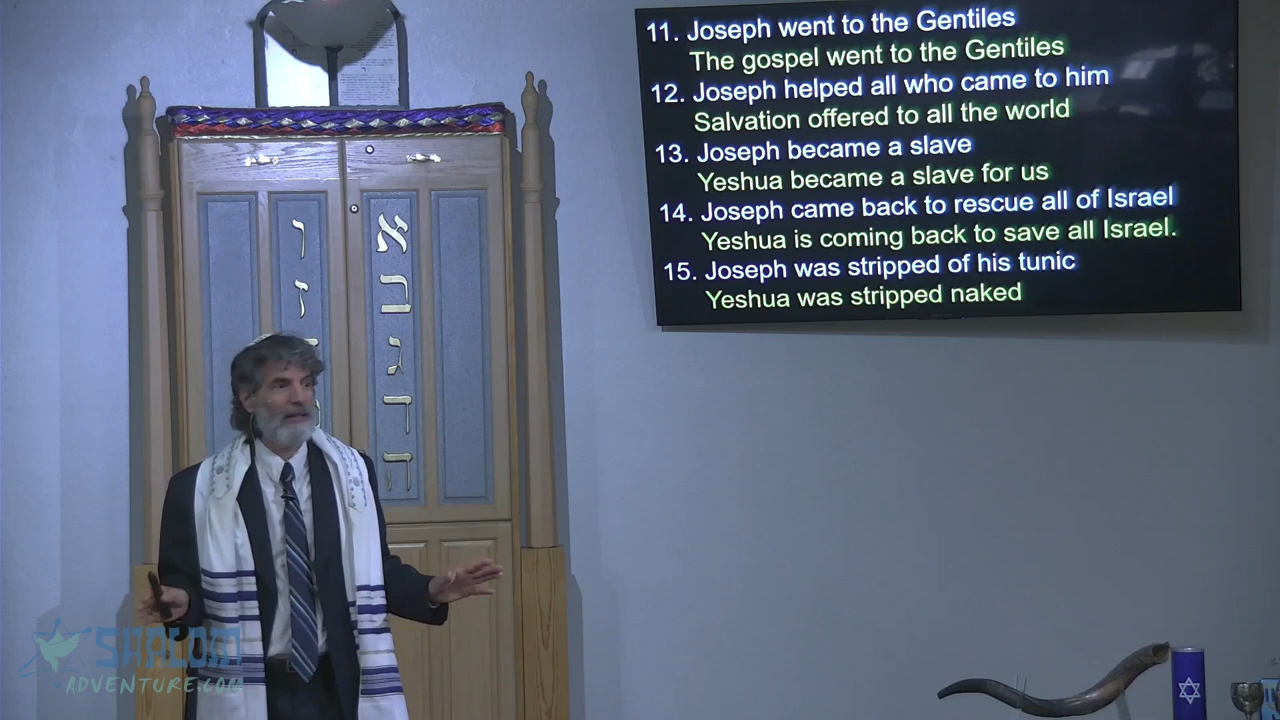 11. Joseph went to the Gentiles
The gospel went to the Gentiles
12. Joseph helped all who came to him
Salvation offered to all the world
13. Joseph became a slave
Yeshua became a slave for us
14. Joseph came back to rescue all of Israel
Yeshua is coming back to save all Israel.
15. Joseph was stripped of his tunic
Yeshua was stripped naked
א
ב
ג
ד
ה
ו
ז
SHALOM
ADVENTURE.COM